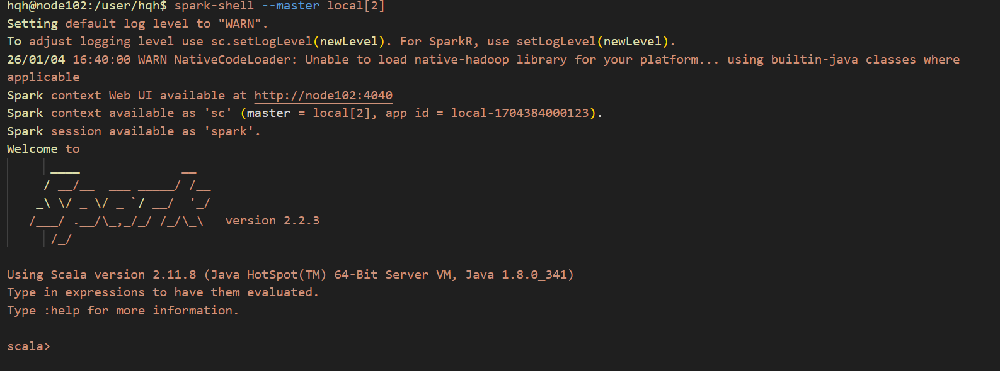 hqh@node102:/user/hqh$ spark-shell --master local[2]
Setting default log level to "WARN".
To adjust logging level use sc.setLogLevel(newLevel). For SparkR, use setLogLevel(newLevel).
26/01/04 16:40:00 WARN NativeCodeLoader: Unable to load native-hadoop library for your platform... using builtin-java classes where
applicable
Spark context Web UI available at http://node102:4040
Spark context available as 'sc' (master = local[2], app id = local-1704384000123).
Spark session available as 'spark'.
Welcome to
      ____              __
     / __/__  ___ _____/ /__
    _\ \/ _ \/ _ `/ __/  '_/
   /___/ .__/\_,_/_/ /_/\_\   version 2.2.3
      /_/
Using Scala version 2.11.8 (Java HotSpot(TM) 64-Bit Server VM, Java 1.8.0_341)
Type in expressions to have them evaluated.
Type :help for more information.
scala>